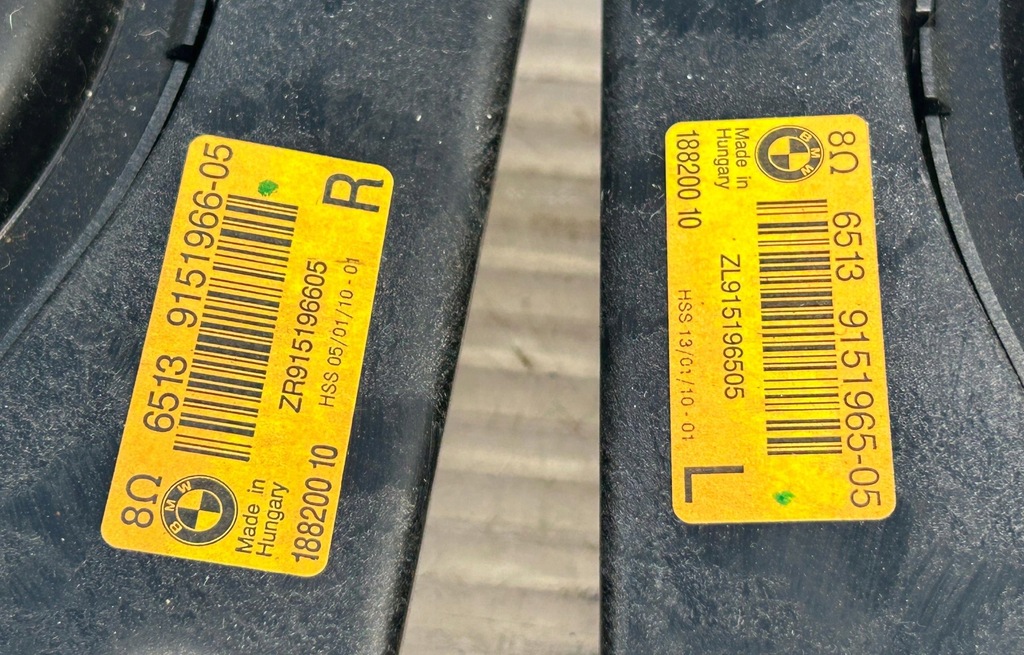 8Ω 6513 9151966-05
BMW
ZR915196605
R
Made in
Hungary
HSS 05/01/10-01
188200 10
8Ω 6513 9151965-05
BMW
Made in
Hungary
ZL915196505
188200 10
HSS 13/01/10-01
L